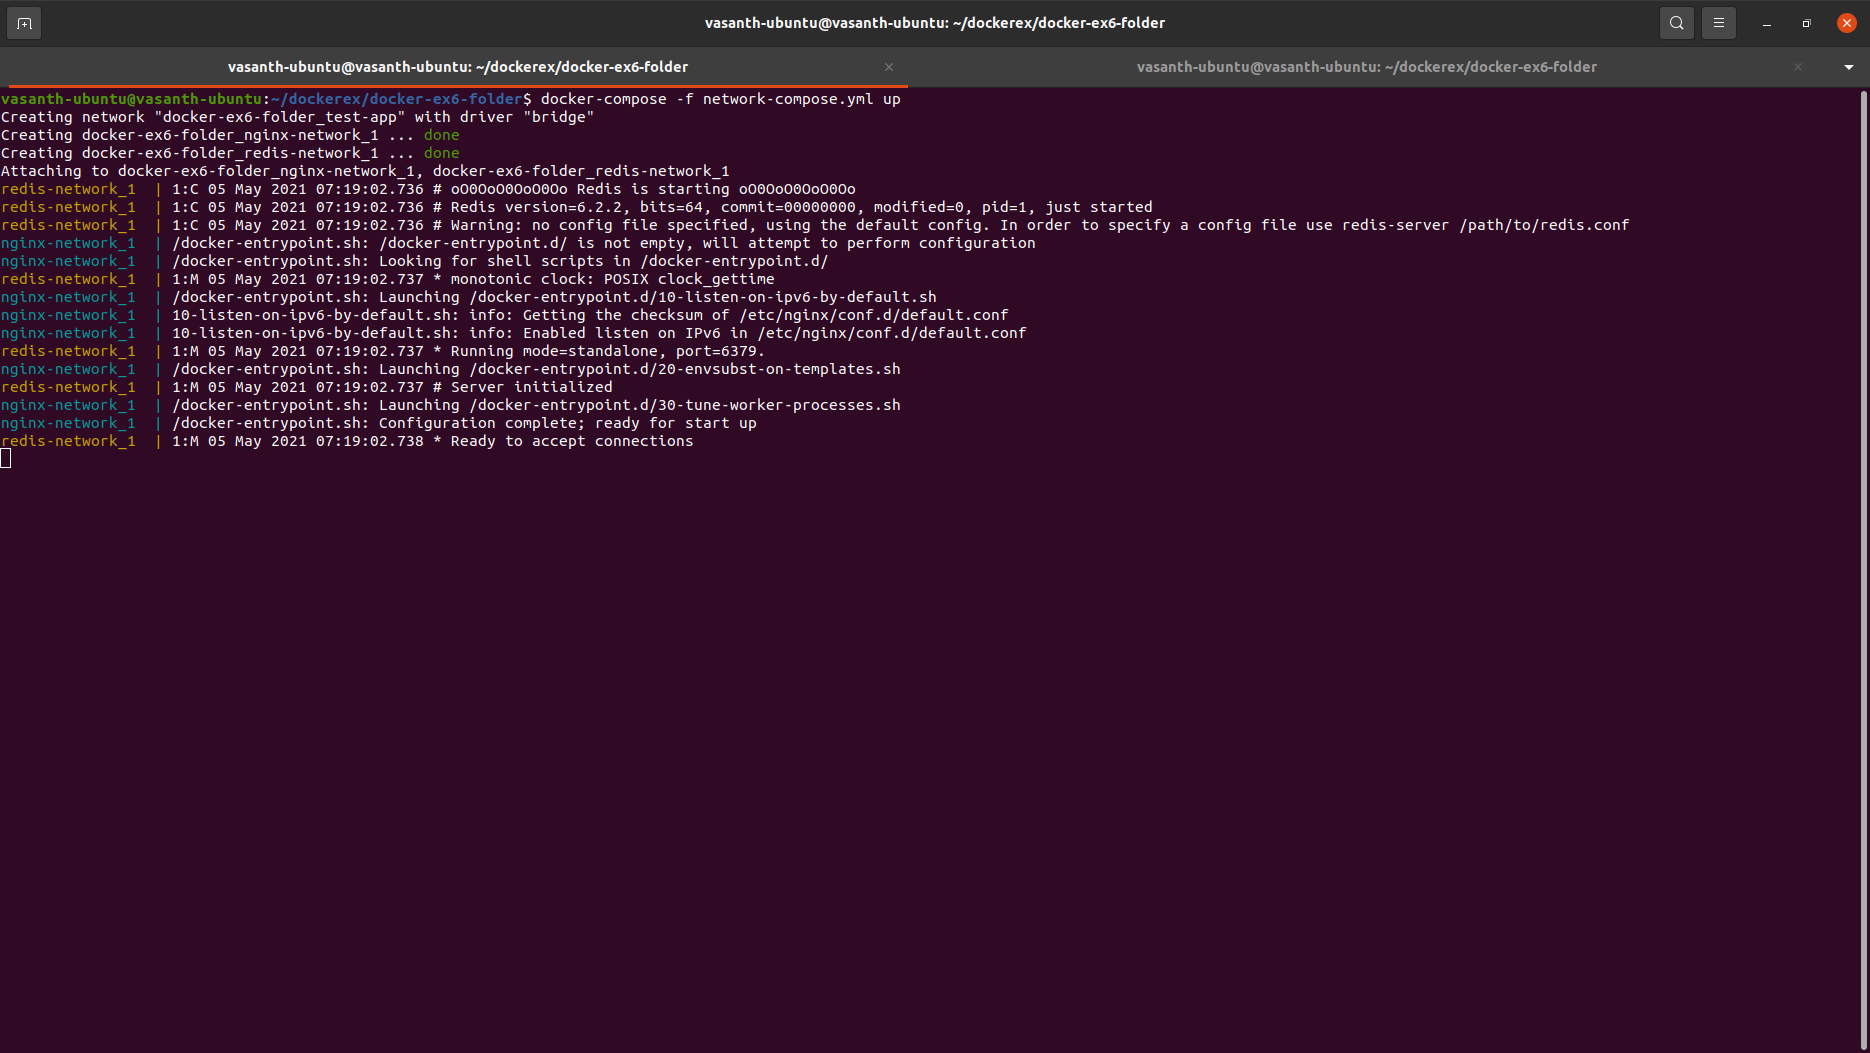 vasanth-ubuntu@vasanth-ubuntu: ~/dockerex/docker-ex6-folder
vasanth-ubuntu@vasanth-ubuntu: ~/dockerex/docker-ex6-folder
vasanth-ubuntu@vasanth-ubuntu: ~/dockerex/docker-ex6-folder
vasanth-ubuntu@vasanth-ubuntu:~/dockerex/docker-ex6-folder$ docker-compose -f network-compose.yml up
Creating network "docker-ex6-folder_test-app" with driver "bridge"
Creating docker-ex6-folder_nginx-network_1 ... done
Creating docker-ex6-folder_redis-network_1 ... done
Attaching to docker-ex6-folder_nginx-network_1, docker-ex6-folder_redis-network_1
redis-network_1  | 1:C 05 May 2021 07:19:02.736 # oO0OoO0OoO0Oo Redis is starting oO0OoO0OoO0Oo
redis-network_1  | 1:C 05 May 2021 07:19:02.736 # Redis version=6.2.2, bits=64, commit=00000000, modified=0, pid=1, just started
redis-network_1  | 1:C 05 May 2021 07:19:02.736 # Warning: no config file specified, using the default config. In order to specify a config file use redis-server /path/to/redis.conf
nginx-network_1  | /docker-entrypoint.sh: /docker-entrypoint.d/ is not empty, will attempt to perform configuration
nginx-network_1  | /docker-entrypoint.sh: Looking for shell scripts in /docker-entrypoint.d/
redis-network_1  | 1:M 05 May 2021 07:19:02.737 * monotonic clock: POSIX clock_gettime
nginx-network_1  | /docker-entrypoint.sh: Launching /docker-entrypoint.d/10-listen-on-ipv6-by-default.sh
nginx-network_1  | 10-listen-on-ipv6-by-default.sh: info: Getting the checksum of /etc/nginx/conf.d/default.conf
nginx-network_1  | 10-listen-on-ipv6-by-default.sh: info: Enabled listen on IPv6 in /etc/nginx/conf.d/default.conf
redis-network_1  | 1:M 05 May 2021 07:19:02.737 * Running mode=standalone, port=6379.
nginx-network_1  | /docker-entrypoint.sh: Launching /docker-entrypoint.d/20-envsubst-on-templates.sh
redis-network_1  | 1:M 05 May 2021 07:19:02.737 # Server initialized
nginx-network_1  | /docker-entrypoint.sh: Launching /docker-entrypoint.d/30-tune-worker-processes.sh
nginx-network_1  | /docker-entrypoint.sh: Configuration complete; ready for start up
redis-network_1  | 1:M 05 May 2021 07:19:02.738 * Ready to accept connections